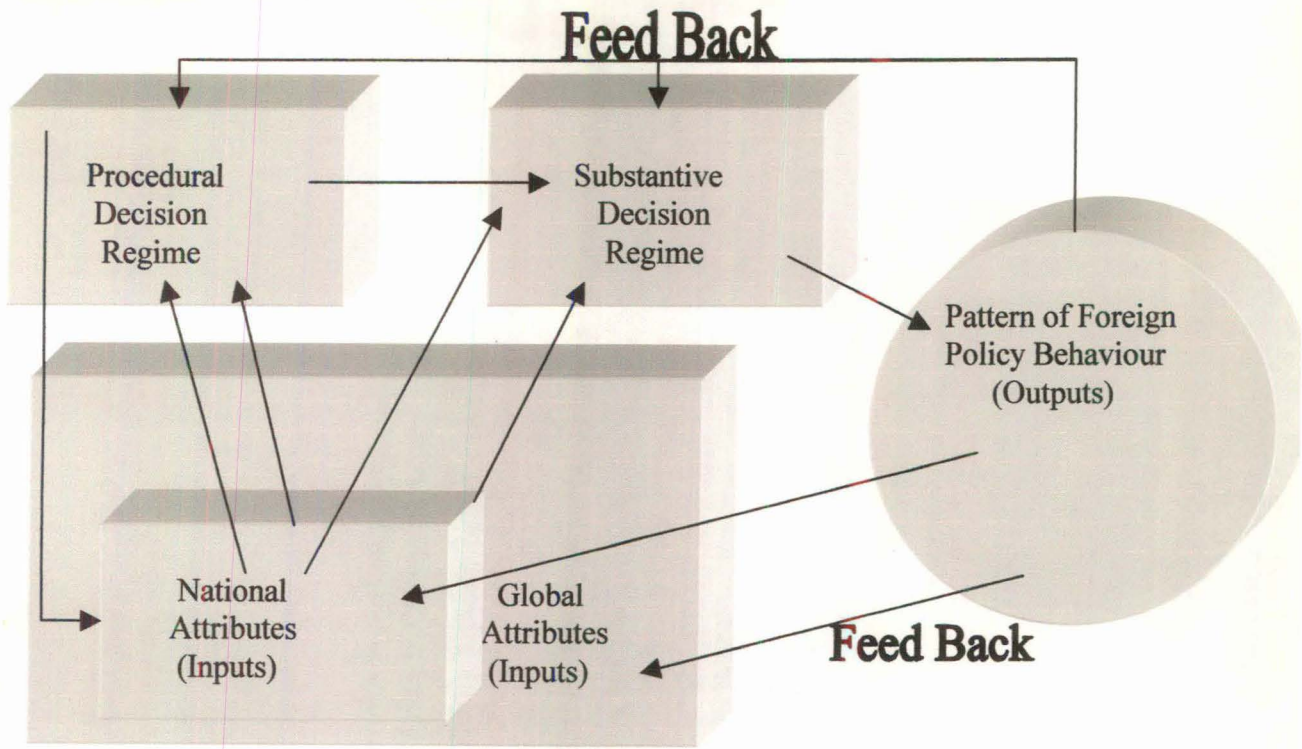 Feed Back
Procedural
Decision
Regime
Substantive
Decision
Regime
Pattern of Foreign
Policy Behaviour
(Outputs)
National
Attributes
(Inputs)
Global
Attributes
(Inputs)
Feed Back